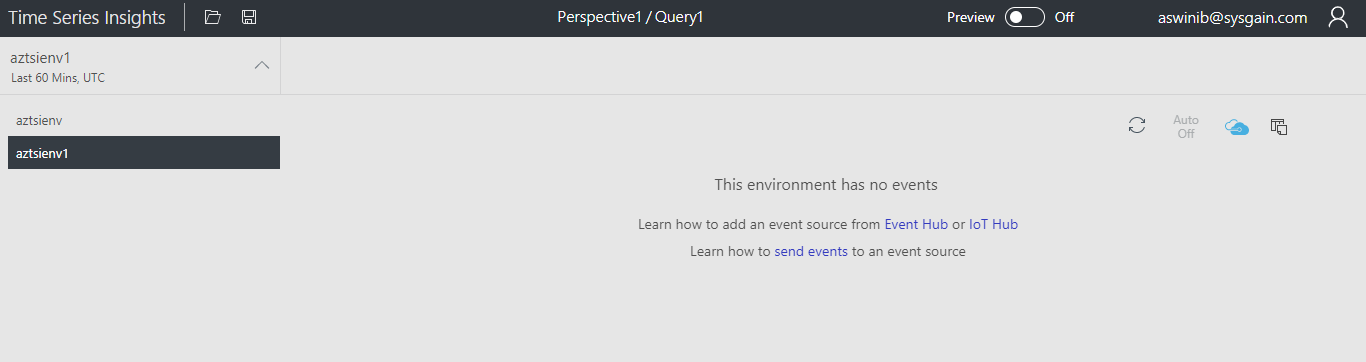 Time Series Insights
Perspective1 / Query1
Preview Off
aswinib@sysgain.com
aztsienv1
Last 60 Mins, UTC
aztsienv
aztsienv1
Auto
Off
This environment has no events
Learn how to add an event source from Event Hub or IoT Hub
Learn how to send events to an event source